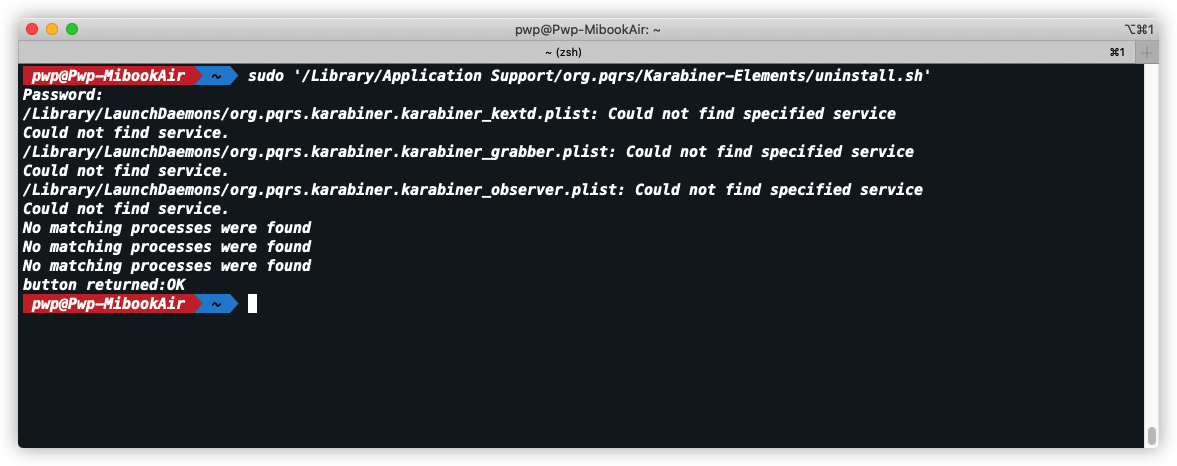 pwp@Pwp-MibookAir: ~
⌥⌘1
~ (zsh)
⌘1
+
pwp@Pwp-MibookAir ~ sudo '/Library/Application Support/org.pqrs/Karabiner-Elements/uninstall.sh'
Password:
/Library/LaunchDaemons/org.pqrs.karabiner.karabiner_kextd.plist: Could not find specified service
Could not find service.
/Library/LaunchDaemons/org.pqrs.karabiner.karabiner_grabber.plist: Could not find specified service
Could not find service.
/Library/LaunchDaemons/org.pqrs.karabiner.karabiner_observer.plist: Could not find specified service
Could not find service.
No matching processes were found
No matching processes were found
No matching processes were found
button returned:OK
pwp@Pwp-MibookAir ~